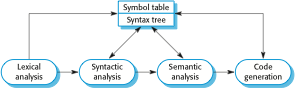 Symbol table
Syntax tree
Lexical
analysis
Syntactic
analysis
Semantic
analysis
Code
generation